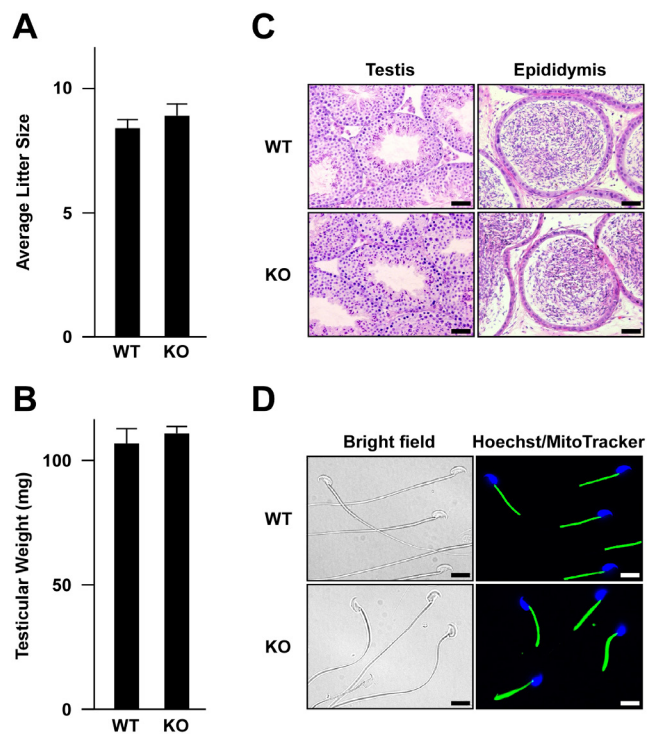 A
Average Litter Size
10
5
0
WT KO
B
Testicular Weight (mg)
100
50
0
WT KO
C
Testis Epididymis
WT
KO
D
Bright field Hoechst/MitoTracker
WT
KO